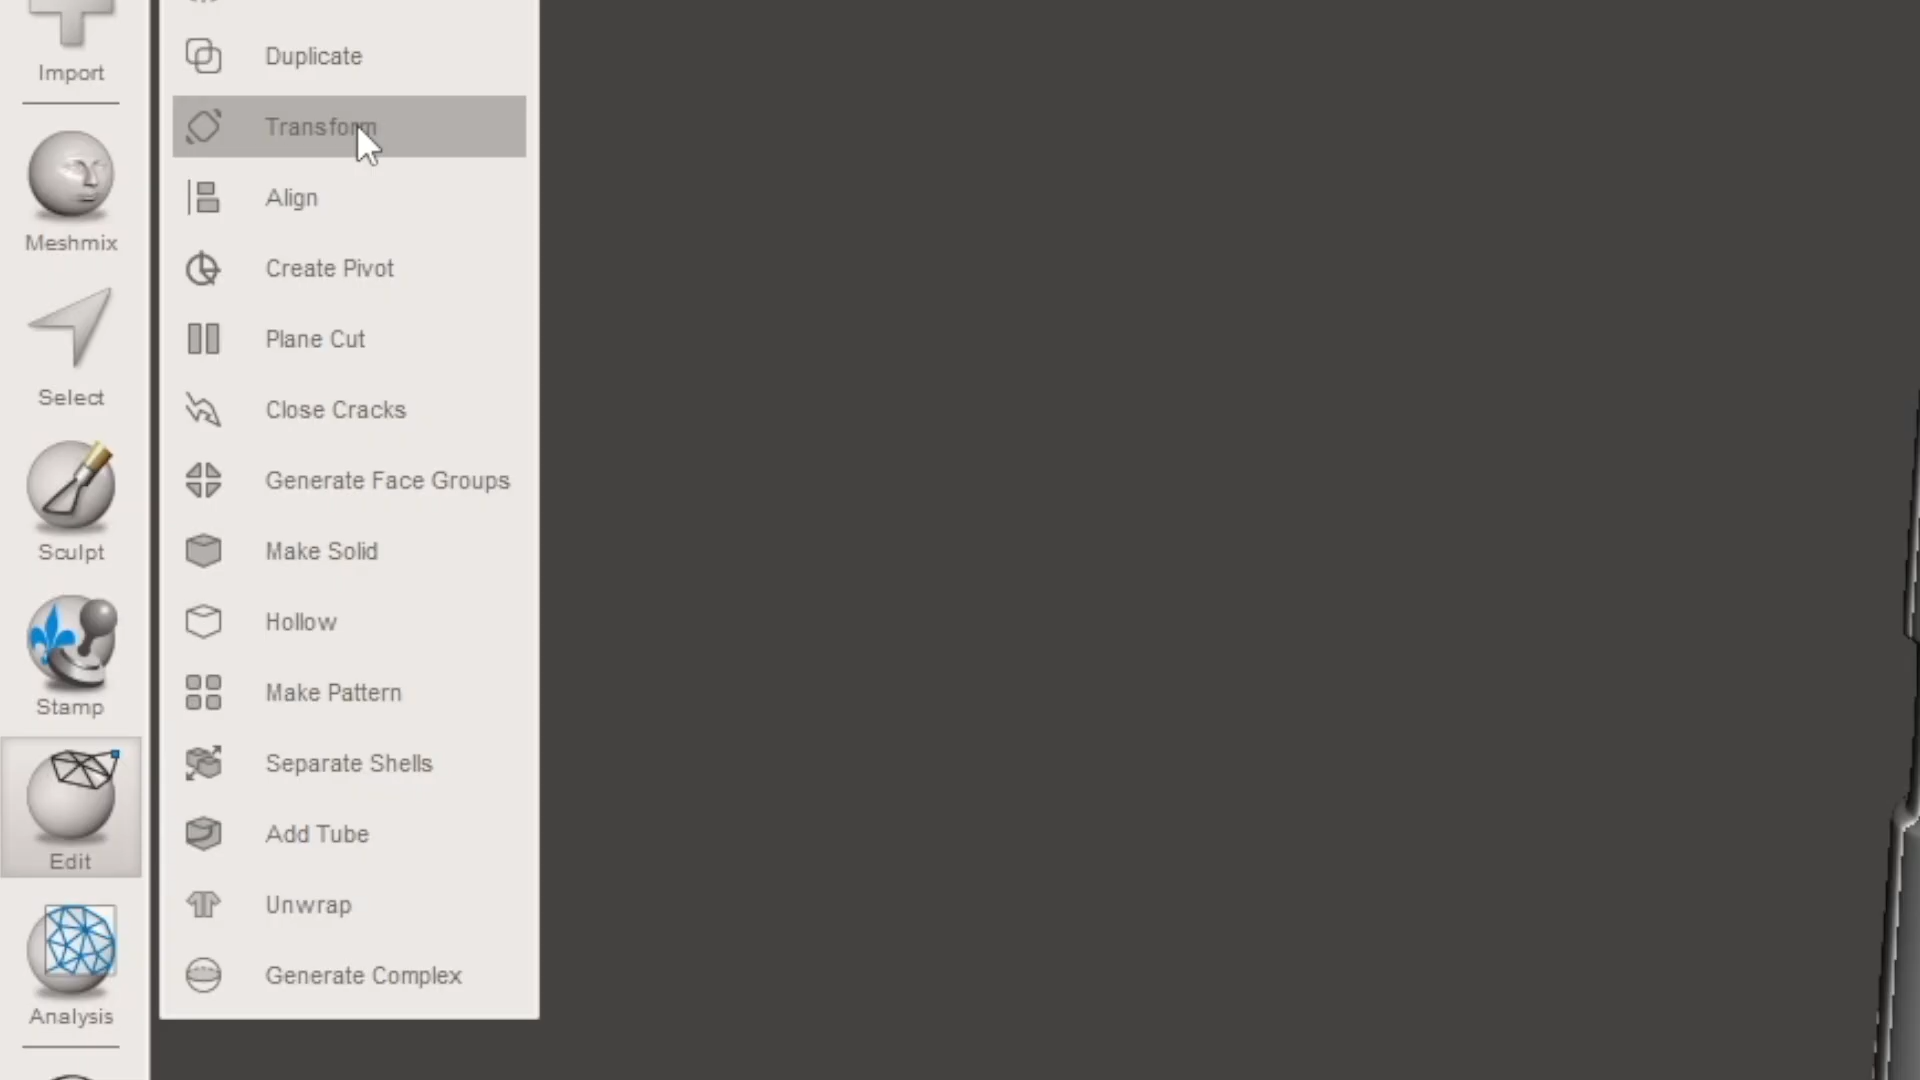 Import
Meshmix
Select
Sculpt
Stamp
Edit
Analysis
Duplicate
Transform
Align
Create Pivot
Plane Cut
Close Cracks
Generate Face Groups
Make Solid
Hollow
Make Pattern
Separate Shells
Add Tube
Unwrap
Generate Complex